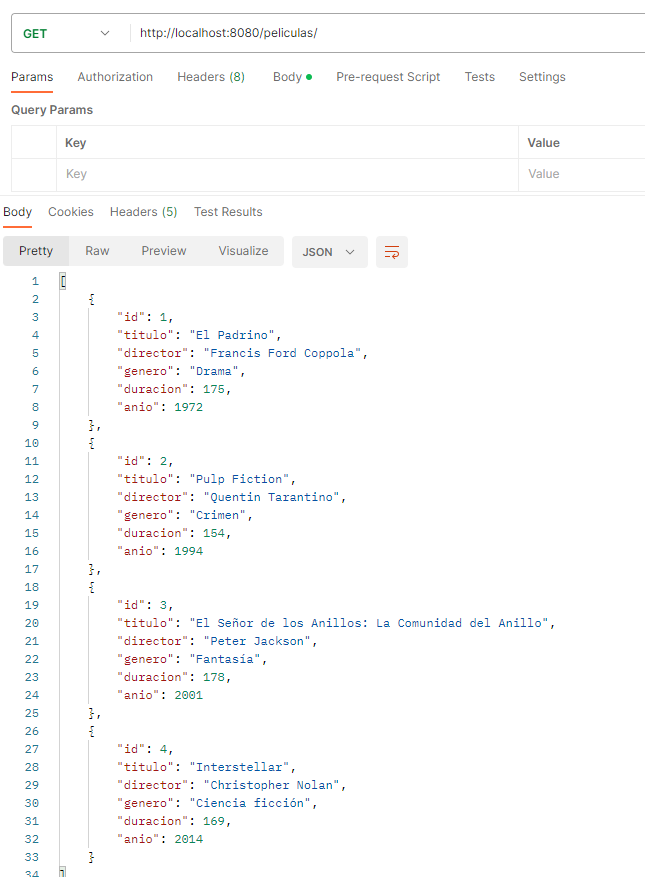 GET http://localhost:8080/peliculas/
Params Authorization Headers (8) Body Pre-request Script Tests Settings
Query Params
Key Value
Key Value
Body Cookies Headers (5) Test Results
Pretty Raw Preview Visualize JSON
1 [
2 {
3 "id": 1,
4 "titulo": "El Padrino",
5 "director": "Francis Ford Coppola",
6 "genero": "Drama",
7 "duracion": 175,
8 "anio": 1972
9 },
10 {
11 "id": 2,
12 "titulo": "Pulp Fiction",
13 "director": "Quentin Tarantino",
14 "genero": "Crimen",
15 "duracion": 154,
16 "anio": 1994
17 },
18 {
19 "id": 3,
20 "titulo": "El Señor de los Anillos: La Comunidad del Anillo",
21 "director": "Peter Jackson",
22 "genero": "Fantasía",
23 "duracion": 178,
24 "anio": 2001
25 },
26 {
27 "id": 4,
28 "titulo": "Interstellar",
29 "director": "Christopher Nolan",
30 "genero": "Ciencia ficción",
31 "duracion": 169,
32 "anio": 2014
33 }
34 ]